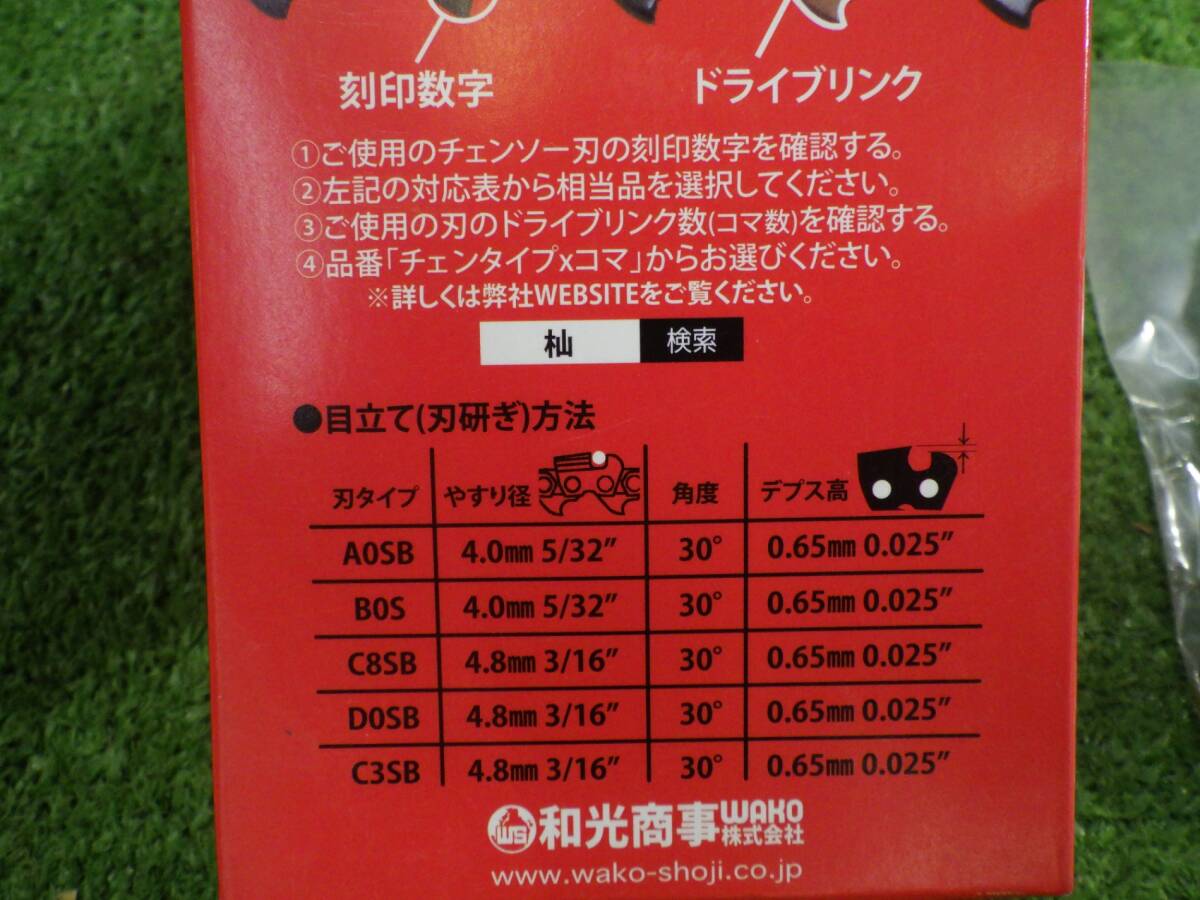 刻印数字 ドライブリンク
①ご使用のチェンソー刃の刻印数字を確認する。
②左記の対応表から相当品を選択してください。
③ご使用の刃のドライブリンク数(コマ数)を確認する。
④品番「チェンタイプxコマ」からお選びください。
※詳しくは弊社WEBSITEをご覧ください。
杣 検索
●目立て(刃研ぎ)方法
刃タイプ やすり径 角度 デプス高
A0SB 4.0mm 5/32” 30° 0.65mm 0.025”
B0S 4.0mm 5/32” 30° 0.65mm 0.025”
C8SB 4.8mm 3/16” 30° 0.65mm 0.025”
D0SB 4.8mm 3/16” 30° 0.65mm 0.025”
C3SB 4.8mm 3/16” 30° 0.65mm 0.025”
WS 和光商事 WAKO 株式会社
www.wako-shoji.co.jp